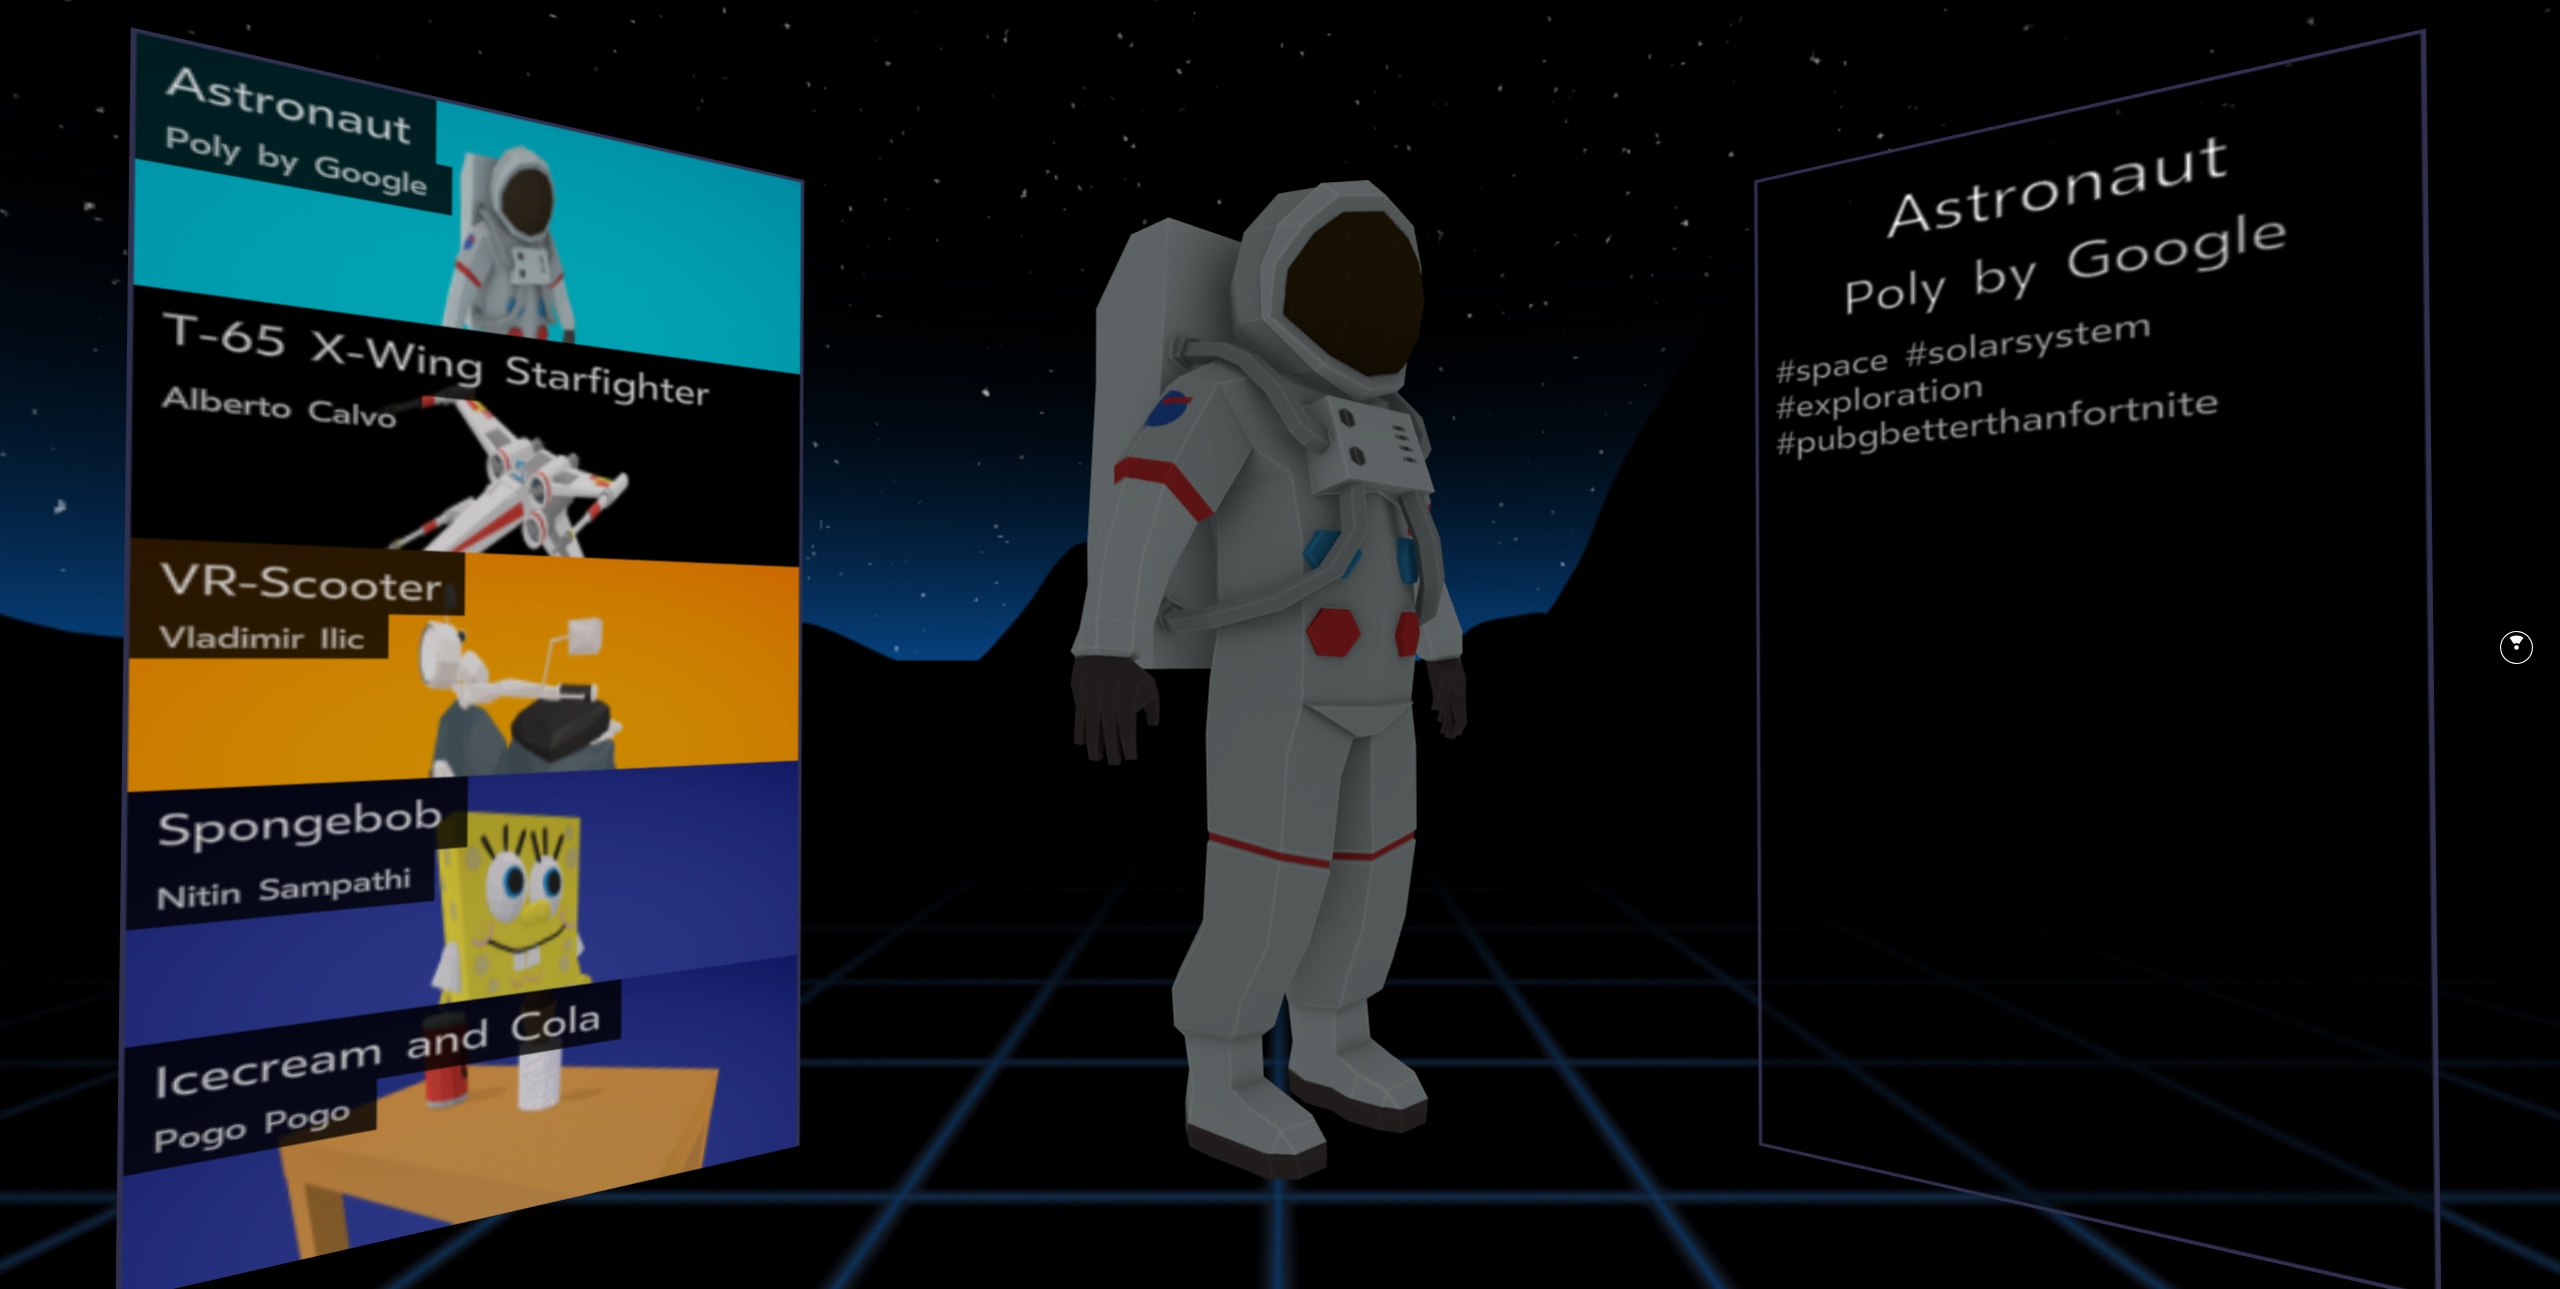 Astronaut
Poly by Google
T-65 X-Wing Starfighter
Alberto Calvo
VR-Scooter
Vladimir Ilic
Spongebob
Nitin Sampathi
Icecream and Cola
Pogo Pogo
Astronaut
Poly by Google
#space #solarsystem
#exploration
#pubgbetterthanfortnite